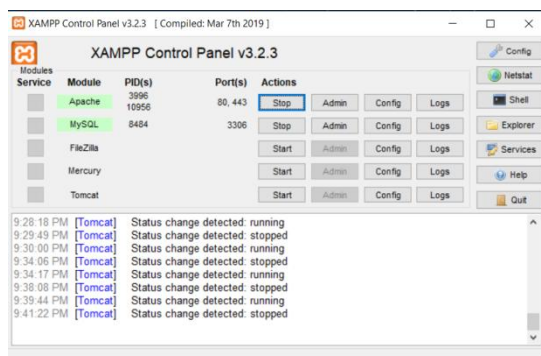 XAMPP Control Panel v3.2.3 [ Compiled: Mar 7th 2019 ]
XAMPP Control Panel v3.2.3
Config
Modules
Service Module PID(s) Port(s) Actions
Netstat
Apache 3996 10956 80, 443 Stop Admin Config Logs
Shell
MySQL 8484 3306 Stop Admin Config Logs
Explorer
FileZilla Start Admin Config Logs
Services
Mercury Start Admin Config Logs
Help
Tomcat Start Admin Config Logs
Quit
9:28:18 PM [Tomcat] Status change detected: running
9:29:49 PM [Tomcat] Status change detected: stopped
9:30:00 PM [Tomcat] Status change detected: running
9:34:06 PM [Tomcat] Status change detected: stopped
9:34:17 PM [Tomcat] Status change detected: running
9:38:08 PM [Tomcat] Status change detected: stopped
9:39:44 PM [Tomcat] Status change detected: running
9:41:22 PM [Tomcat] Status change detected: stopped